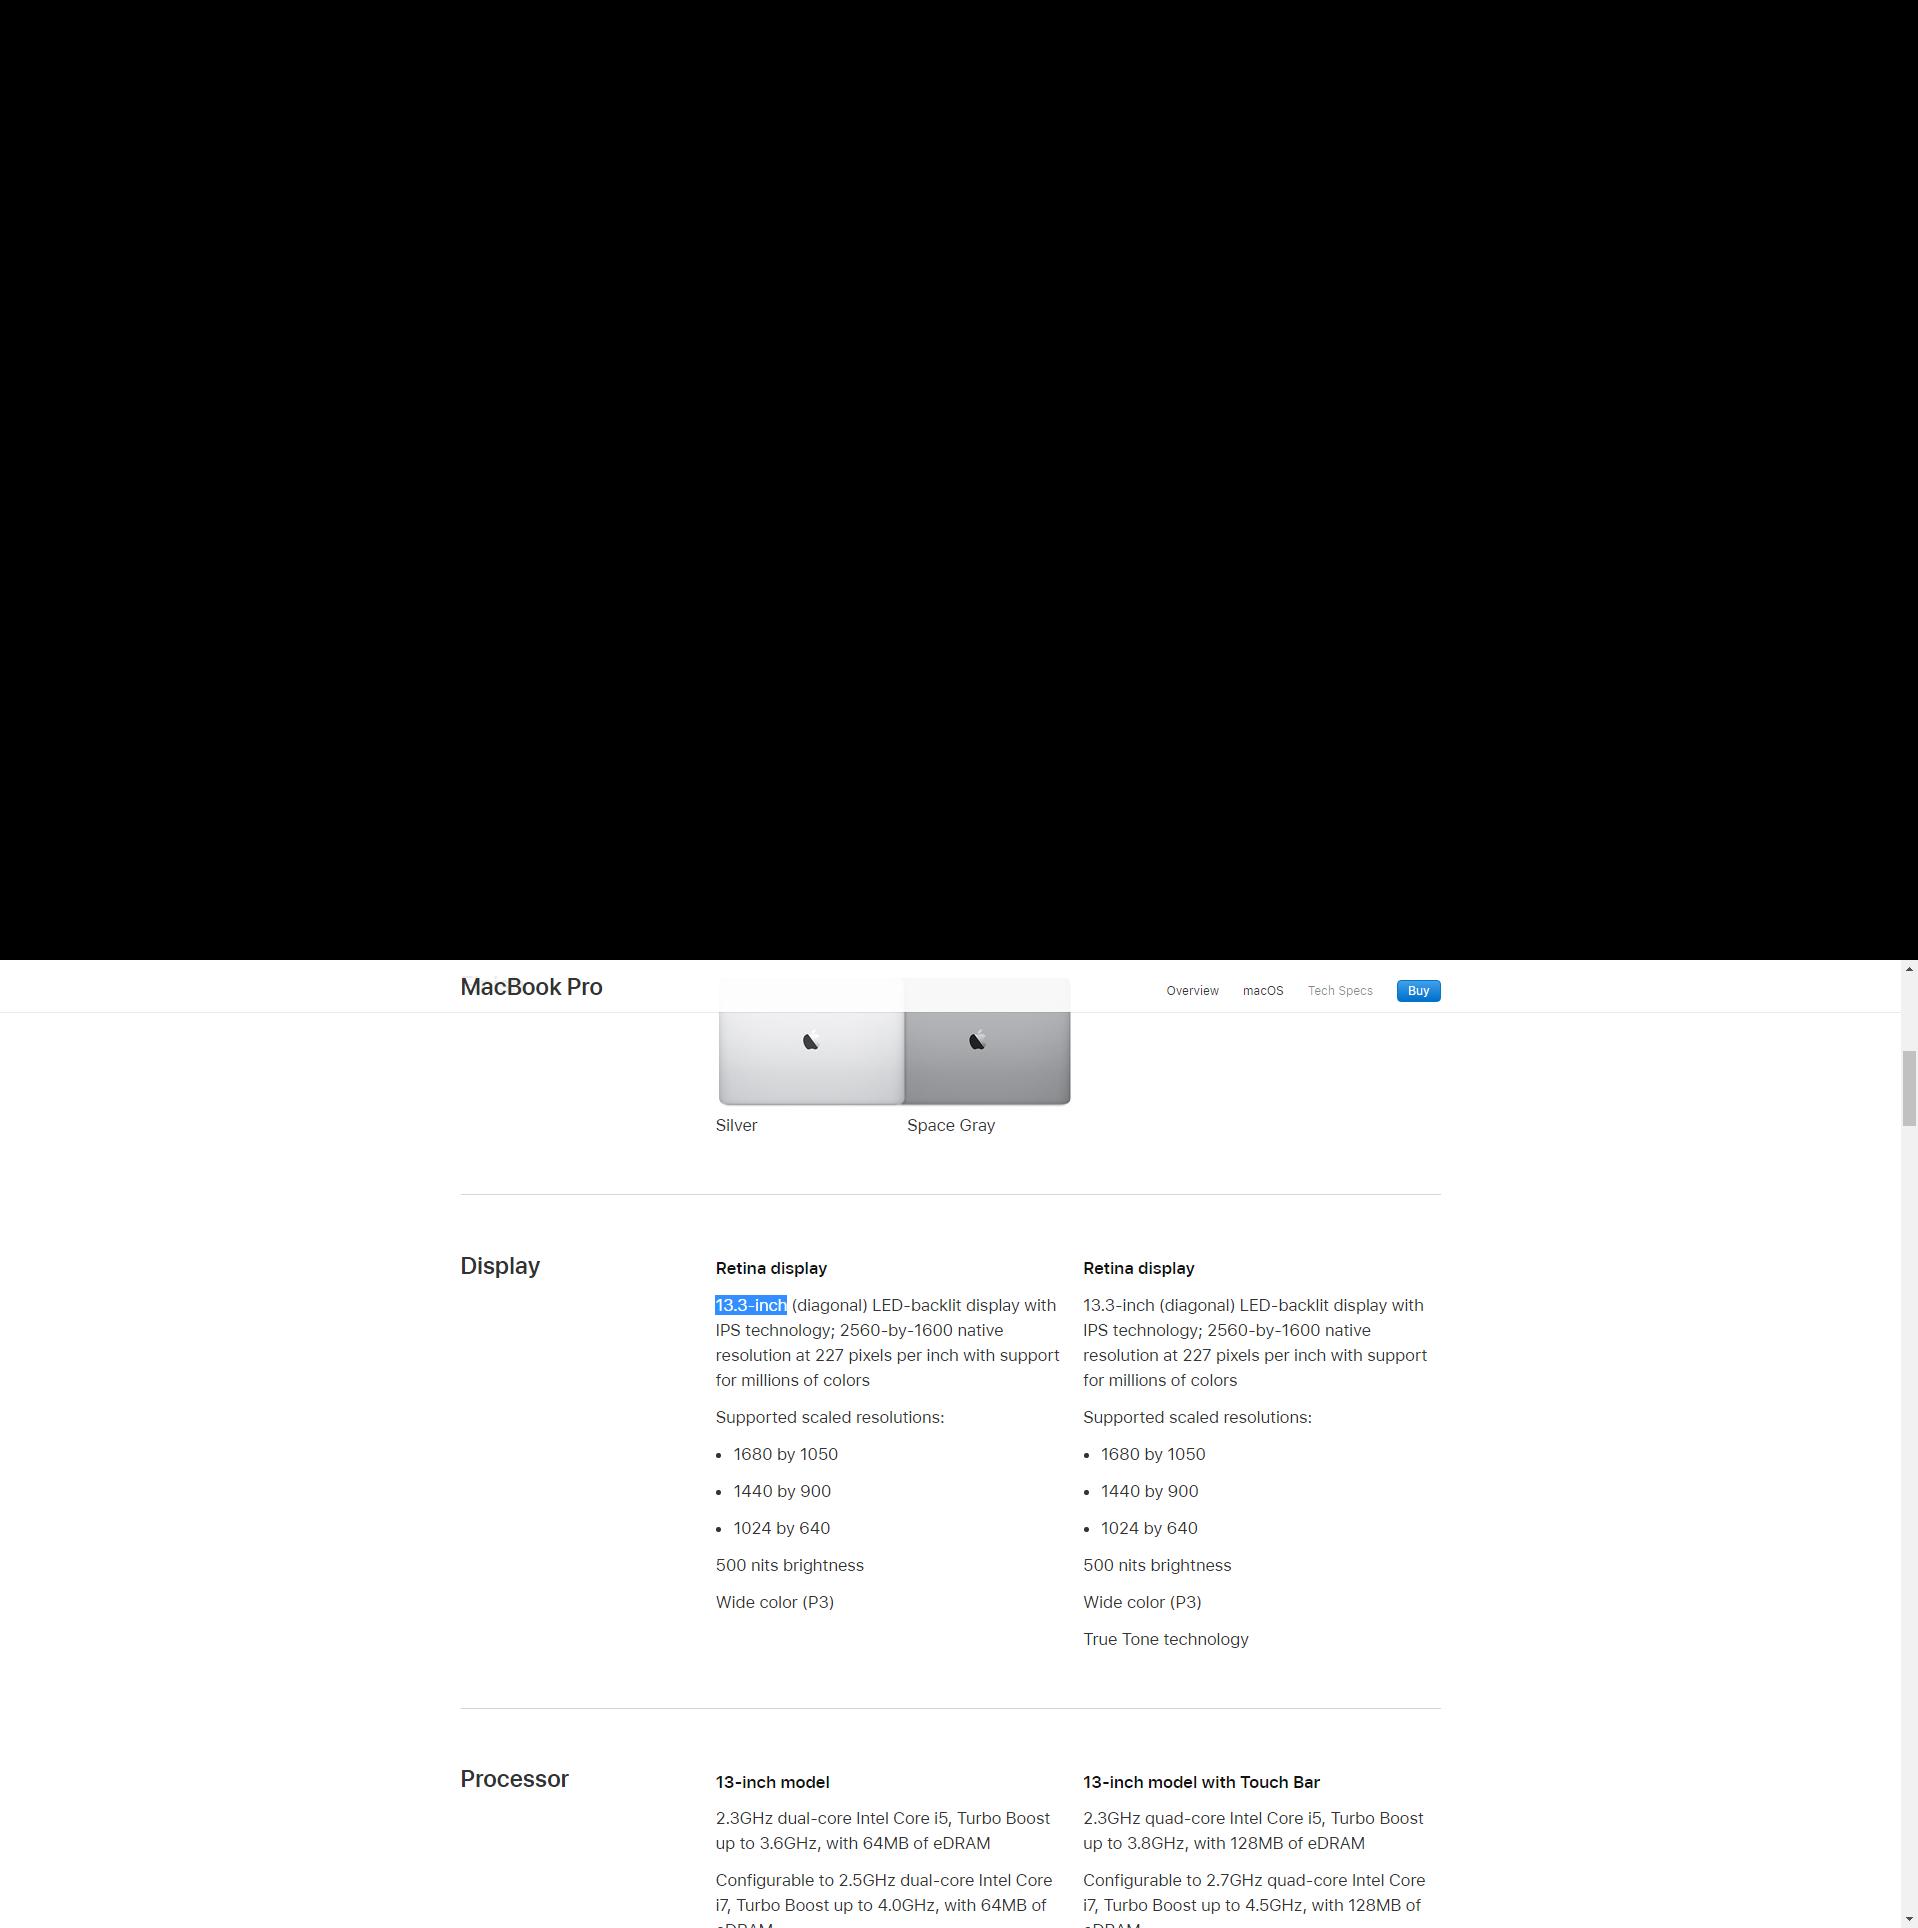 MacBook Pro
Overview
macOS
Tech Specs
Buy
Silver
Space Gray
Display
Retina display
13.3-inch (diagonal) LED-backlit display with
IPS technology; 2560-by-1600 native
resolution at 227 pixels per inch with support
for millions of colors
Supported scaled resolutions:
• 1680 by 1050
• 1440 by 900
• 1024 by 640
500 nits brightness
Wide color (P3)
Retina display
13.3-inch (diagonal) LED-backlit display with
IPS technology; 2560-by-1600 native
resolution at 227 pixels per inch with support
for millions of colors
Supported scaled resolutions:
• 1680 by 1050
• 1440 by 900
• 1024 by 640
500 nits brightness
Wide color (P3)
True Tone technology
Processor
13-inch model
2.3GHz dual-core Intel Core i5, Turbo Boost
up to 3.6GHz, with 64MB of eDRAM
Configurable to 2.5GHz dual-core Intel Core
i7, Turbo Boost up to 4.0GHz, with 64MB of
eDRAM
13-inch model with Touch Bar
2.3GHz quad-core Intel Core i5, Turbo Boost
up to 3.8GHz, with 128MB of eDRAM
Configurable to 2.7GHz quad-core Intel Core
i7, Turbo Boost up to 4.5GHz, with 128MB of
eDRAM